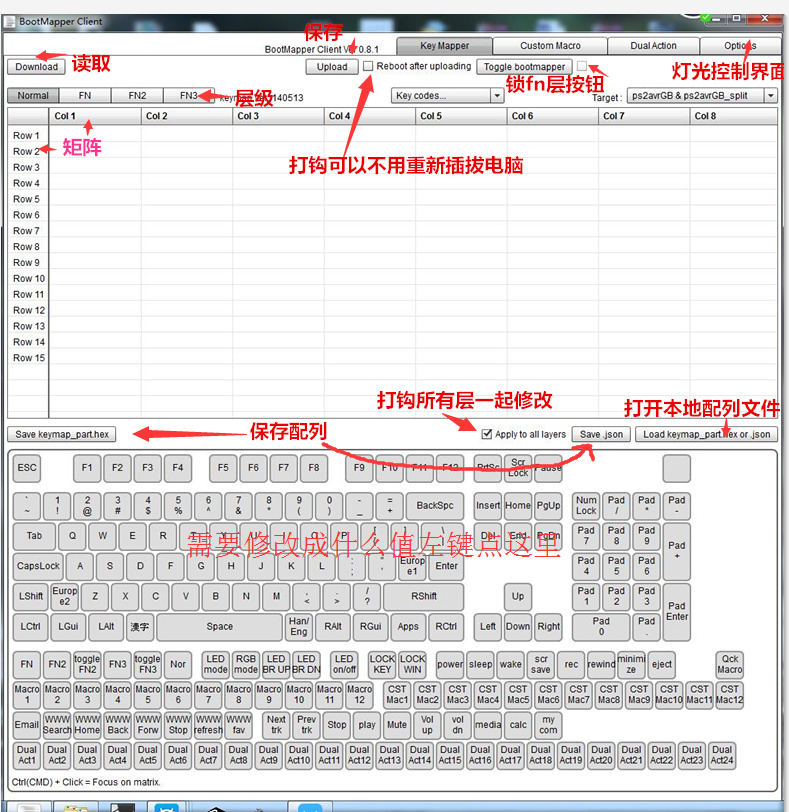 BootMapper Client
保存
BootMapper Client Ver 0.8.1
Key Mapper
Custom Macro
Dual Action
Options
Download
读取
Upload
Reboot after uploading
Toggle bootmapper
锁fn层按钮
灯光控制界面
Normal
FN
FN2
FN3
层级
Key codes...
Target :
ps2avrGB & ps2avrGB_split
Col 1 Col 2 Col 3 Col 4 Col 5 Col 6 Col 7 Col 8
Row 1
Row 2
矩阵
打钩可以不用重新插拔电脑
Row 3
Row 4
Row 5
Row 6
Row 7
Row 8
Row 9
Row 10
Row 11
Row 12
Row 13
Row 14
Row 15
打钩所有层一起修改
打开本地配列文件
Save keymap_part.hex
保存配列
Apply to all layers
Save .json
Load keymap_part.hex or .json
ESC F1 F2 F3 F4 F5 F6 F7 F8 F9 F10 F11 F12 PrtSc Scr Lock Pause
` ~ 1 ! 2 @ 3 # 4 $ 5 % 6 ^ 7 & 8 * 9 ( 0 ) - _ = + BackSpc Insert Home PgUp Num Lock Pad / Pad * Pad -
Tab Q W E R T Y U I O P [ ] \ Del End PgDn Pad 7 Pad 8 Pad 9 Pad +
需要修改成什么值左键点这里
CapsLock A S D F G H J K L ; : ' Europe1 Enter Pad 4 Pad 5 Pad 6
LShift Europe2 Z X C V B N M , < . > / ? RShift Up Pad 1 Pad 2 Pad 3 Pad Enter
LCtrl LGui LAlt 漢字 Space Han/Eng RAlt RGui Apps RCtrl Left Down Right Pad 0 Pad .
FN FN2 toggle FN2 FN3 toggle FN3 Nor LED mode RGB mode LED BR UP LED BR DN LED on/off LOCK KEY LOCK WIN power sleep wake scr save rec rewind minimize eject Qck Macro
Macro 1 Macro 2 Macro 3 Macro 4 Macro 5 Macro 6 Macro 7 Macro 8 Macro 9 Macro 10 Macro 11 Macro 12 CST Mac1 CST Mac2 CST Mac3 CST Mac4 CST Mac5 CST Mac6 CST Mac7 CST Mac8 CST Mac9 CST Mac10 CST Mac11 CST Mac12
Email WWW Search WWW Home WWW Back WWW Forw WWW Stop WWW refresh WWW fav Next trk Prev trk Stop play Mute Vol up vol dn media calc my com
Dual Act1 Dual Act2 Dual Act3 Dual Act4 Dual Act5 Dual Act6 Dual Act7 Dual Act8 Dual Act9 Dual Act10 Dual Act11 Dual Act12 Dual Act13 Dual Act14 Dual Act15 Dual Act16 Dual Act17 Dual Act18 Dual Act19 Dual Act20 Dual Act21 Dual Act22 Dual Act23 Dual Act24
Ctrl(CMD) + Click = Focus on matrix.